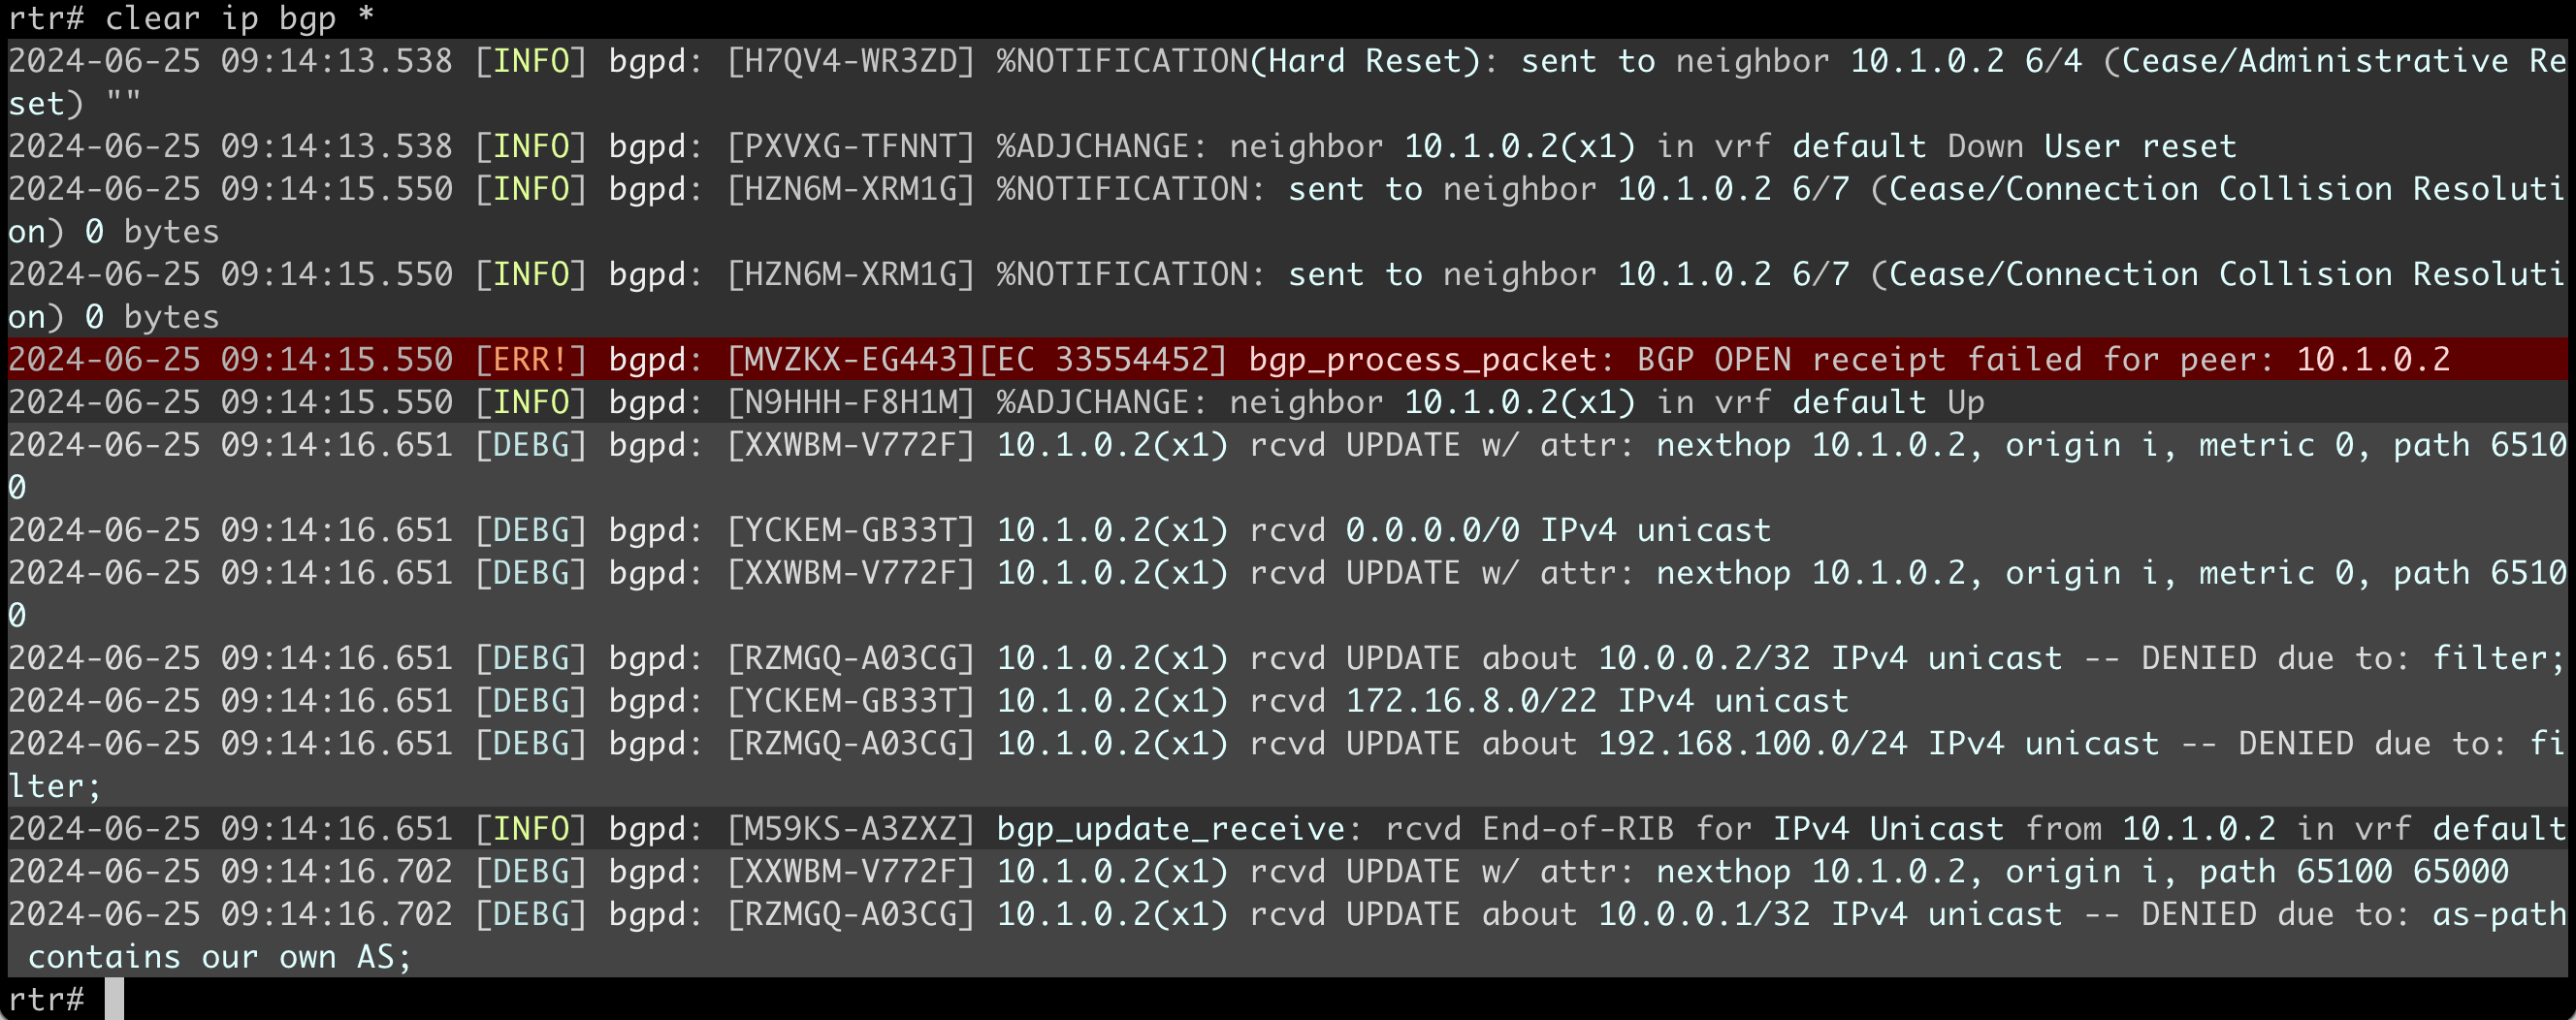 rtr# clear ip bgp *
2024-06-25 09:14:13.538 [INFO] bgpd: [H7QV4-WR3ZD] %NOTIFICATION(Hard Reset): sent to neighbor 10.1.0.2 6/4 (Cease/Administrative Re
set) ""
2024-06-25 09:14:13.538 [INFO] bgpd: [PXVXG-TFNNT] %ADJCHANGE: neighbor 10.1.0.2(x1) in vrf default Down User reset
2024-06-25 09:14:15.550 [INFO] bgpd: [HZN6M-XRM1G] %NOTIFICATION: sent to neighbor 10.1.0.2 6/7 (Cease/Connection Collision Resoluti
on) 0 bytes
2024-06-25 09:14:15.550 [INFO] bgpd: [HZN6M-XRM1G] %NOTIFICATION: sent to neighbor 10.1.0.2 6/7 (Cease/Connection Collision Resoluti
on) 0 bytes
2024-06-25 09:14:15.550 [ERR!] bgpd: [MVZKX-EG443][EC 33554452] bgp_process_packet: BGP OPEN receipt failed for peer: 10.1.0.2
2024-06-25 09:14:15.550 [INFO] bgpd: [N9HHH-F8H1M] %ADJCHANGE: neighbor 10.1.0.2(x1) in vrf default Up
2024-06-25 09:14:16.651 [DEBG] bgpd: [XXWBM-V772F] 10.1.0.2(x1) rcvd UPDATE w/ attr: nexthop 10.1.0.2, origin i, metric 0, path 6510
0
2024-06-25 09:14:16.651 [DEBG] bgpd: [YCKEM-GB33T] 10.1.0.2(x1) rcvd 0.0.0.0/0 IPv4 unicast
2024-06-25 09:14:16.651 [DEBG] bgpd: [XXWBM-V772F] 10.1.0.2(x1) rcvd UPDATE w/ attr: nexthop 10.1.0.2, origin i, metric 0, path 6510
0
2024-06-25 09:14:16.651 [DEBG] bgpd: [RZMGQ-A03CG] 10.1.0.2(x1) rcvd UPDATE about 10.0.0.2/32 IPv4 unicast -- DENIED due to: filter;
2024-06-25 09:14:16.651 [DEBG] bgpd: [YCKEM-GB33T] 10.1.0.2(x1) rcvd 172.16.8.0/22 IPv4 unicast
2024-06-25 09:14:16.651 [DEBG] bgpd: [RZMGQ-A03CG] 10.1.0.2(x1) rcvd UPDATE about 192.168.100.0/24 IPv4 unicast -- DENIED due to: fi
lter;
2024-06-25 09:14:16.651 [INFO] bgpd: [M59KS-A3ZXZ] bgp_update_receive: rcvd End-of-RIB for IPv4 Unicast from 10.1.0.2 in vrf default
2024-06-25 09:14:16.702 [DEBG] bgpd: [XXWBM-V772F] 10.1.0.2(x1) rcvd UPDATE w/ attr: nexthop 10.1.0.2, origin i, path 65100 65000
2024-06-25 09:14:16.702 [DEBG] bgpd: [RZMGQ-A03CG] 10.1.0.2(x1) rcvd UPDATE about 10.0.0.1/32 IPv4 unicast -- DENIED due to: as-path
 contains our own AS;
rtr#